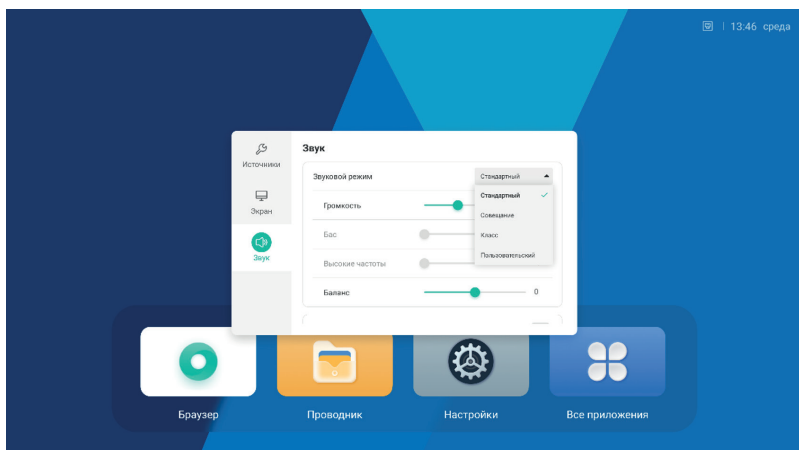 13:46 среда
Источники
Экран
Звук
Звук
Звуковой режим
Стандартный
Стандартный
Совещание
Класс
Пользовательский
Громкость
Бас
Высокие частоты
Баланс
0
Браузер
Проводник
Настройки
Все приложения